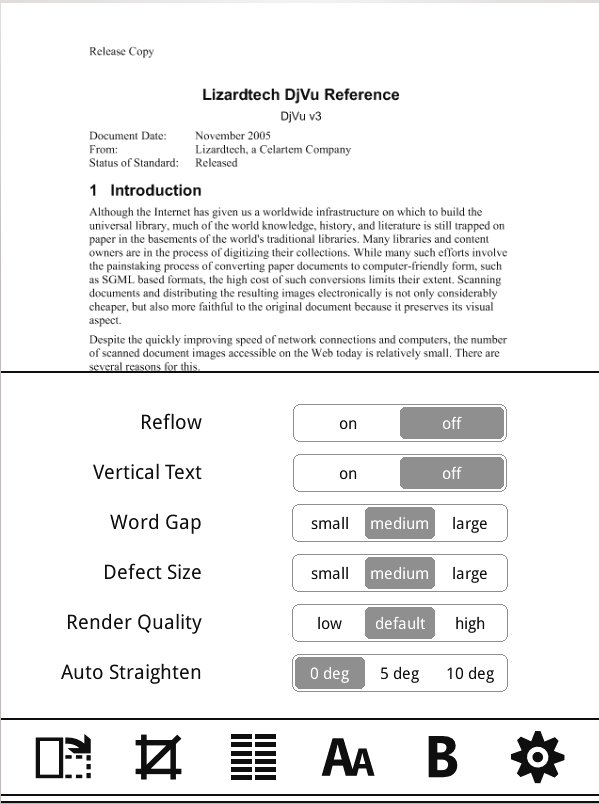 Release Copy
Lizardtech DjVu Reference
DjVu v3
Document Date: November 2005
From: Lizardtech, a Celartem Company
Status of Standard: Released
1 Introduction
Although the Internet has given us a worldwide infrastructure on which to build the
universal library, much of the world knowledge, history, and literature is still trapped on
paper in the basements of the world's traditional libraries. Many libraries and content
owners are in the process of digitizing their collections. While many such efforts involve
the painstaking process of converting paper documents to computer-friendly form, such
as SGML based formats, the high cost of such conversions limits their extent. Scanning
documents and distributing the resulting images electronically is not only considerably
cheaper, but also more faithful to the original document because it preserves its visual
aspect.
Despite the quickly improving speed of network connections and computers, the number
of scanned document images accessible on the Web today is relatively small. There are
several reasons for this.
Reflow on off
Vertical Text on off
Word Gap small medium large
Defect Size small medium large
Render Quality low default high
Auto Straighten 0 deg 5 deg 10 deg
AA B